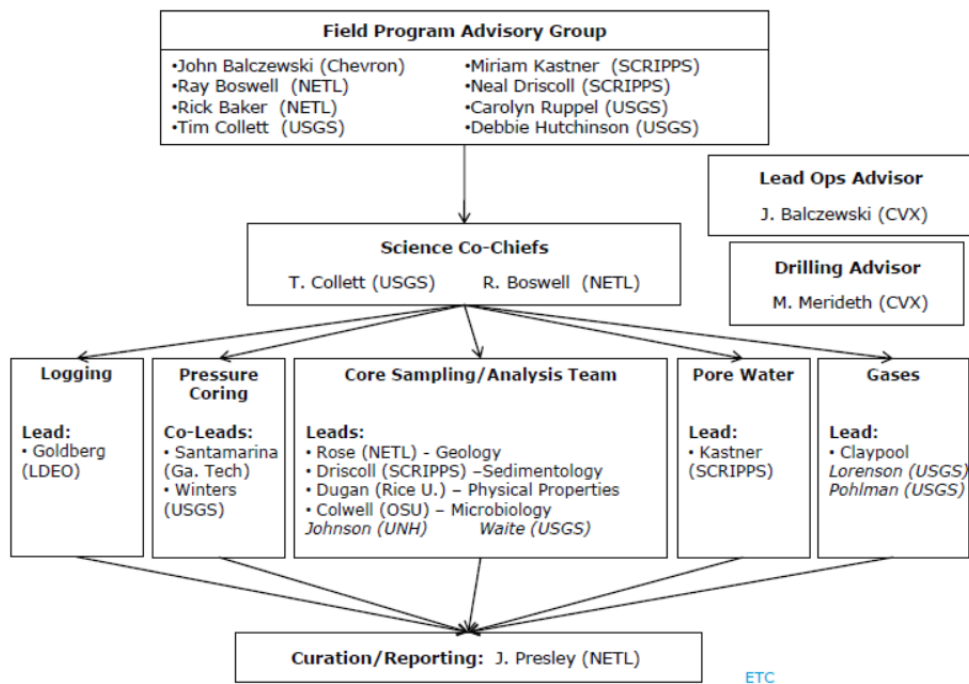 Field Program Advisory Group
•John Balczewski (Chevron)
•Ray Boswell (NETL)
•Rick Baker (NETL)
•Tim Collett (USGS)
•Miriam Kastner (SCRIPPS)
•Neal Driscoll (SCRIPPS)
•Carolyn Ruppel (USGS)
•Debbie Hutchinson (USGS)
Lead Ops Advisor
J. Balczewski (CVX)
Drilling Advisor
M. Merideth (CVX)
Science Co-Chiefs
T. Collett (USGS) R. Boswell (NETL)
Logging
Lead:
• Goldberg
(LDEO)
Pressure
Coring
Co-Leads:
• Santamarina
(Ga. Tech)
• Winters
(USGS)
Core Sampling/Analysis Team
Leads:
• Rose (NETL) - Geology
• Driscoll (SCRIPPS) –Sedimentology
• Dugan (Rice U.) – Physical Properties
• Colwell (OSU) – Microbiology
Johnson (UNH) Waite (USGS)
Pore Water
Lead:
• Kastner
(SCRIPPS)
Gases
Lead:
• Claypool
Lorenson (USGS)
Pohlman (USGS)
Curation/Reporting: J. Presley (NETL)
ETC